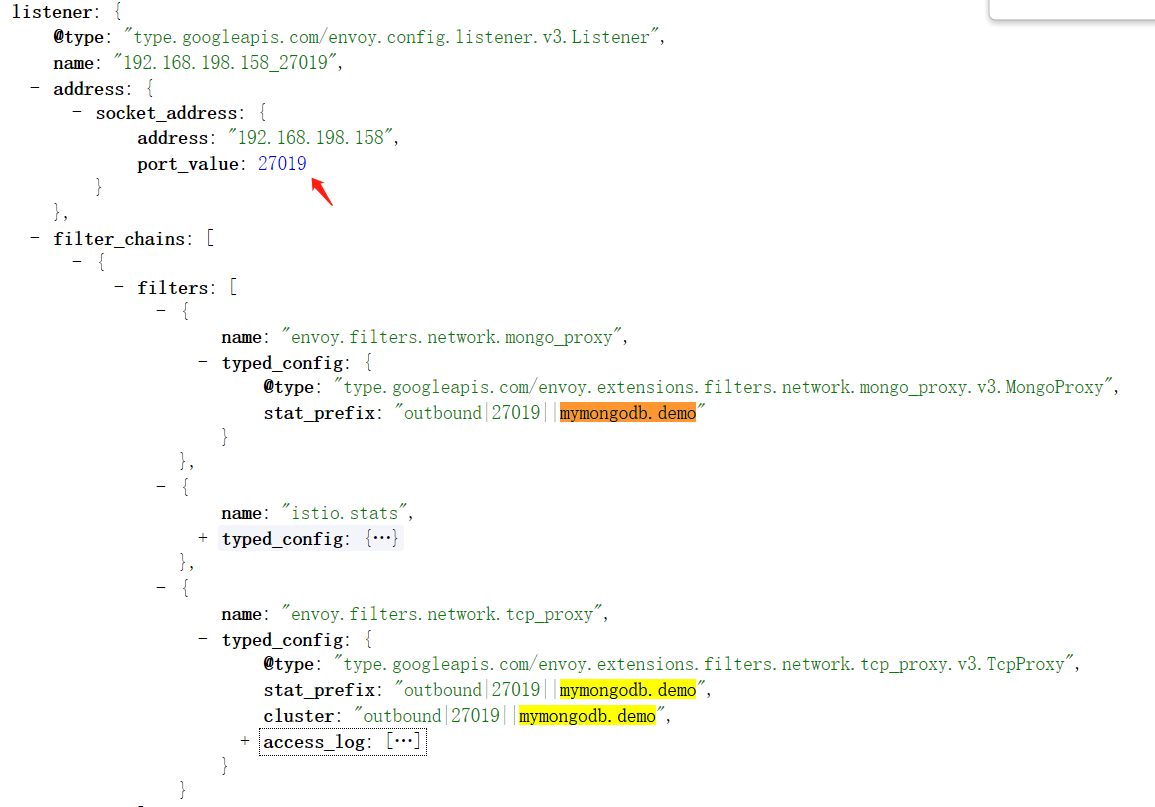 listener: {
@type: "type.googleapis.com/envoy.config.listener.v3.Listener",
name: "192.168.198.158_27019",
- address: {
- socket_address: {
address: "192.168.198.158",
port_value: 27019
}
},
- filter_chains: [
- {
- filters: [
- {
name: "envoy.filters.network.mongo_proxy",
- typed_config: {
@type: "type.googleapis.com/envoy.extensions.filters.network.mongo_proxy.v3.MongoProxy",
stat_prefix: "outbound|27019||mymongodb.demo"
}
},
- {
name: "istio.stats",
+ typed_config: {…}
},
- {
name: "envoy.filters.network.tcp_proxy",
- typed_config: {
@type: "type.googleapis.com/envoy.extensions.filters.network.tcp_proxy.v3.TcpProxy",
stat_prefix: "outbound|27019||mymongodb.demo",
cluster: "outbound|27019||mymongodb.demo",
+ access_log: […]
}
}